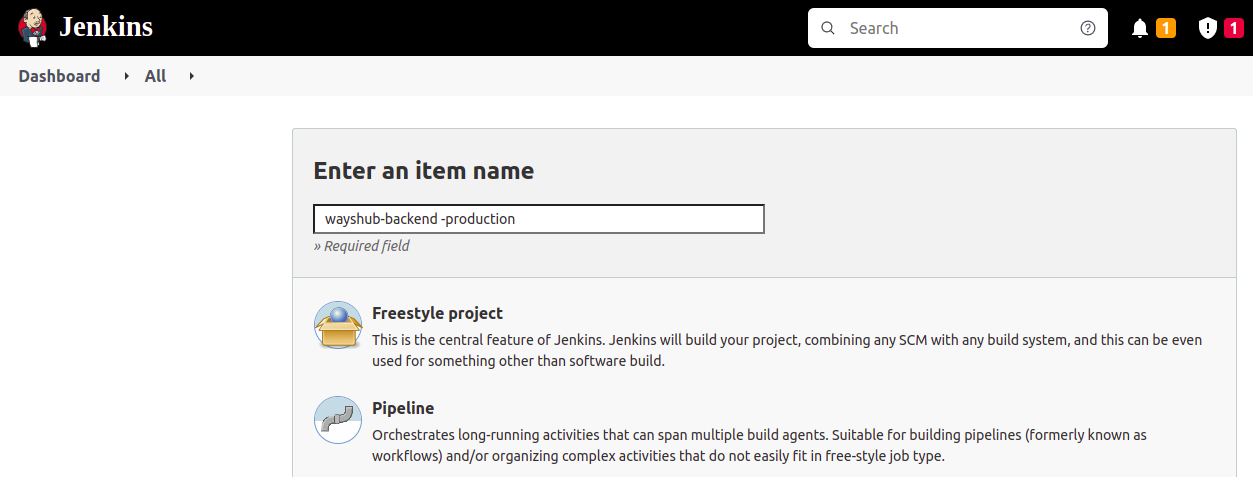 Jenkins
Search
1
1
Dashboard
All
Enter an item name
wayshub-backend -production
» Required field
Freestyle project
This is the central feature of Jenkins. Jenkins will build your project, combining any SCM with any build system, and this can be even
used for something other than software build.
Pipeline
Orchestrates long-running activities that can span multiple build agents. Suitable for building pipelines (formerly known as
workflows) and/or organizing complex activities that do not easily fit in free-style job type.